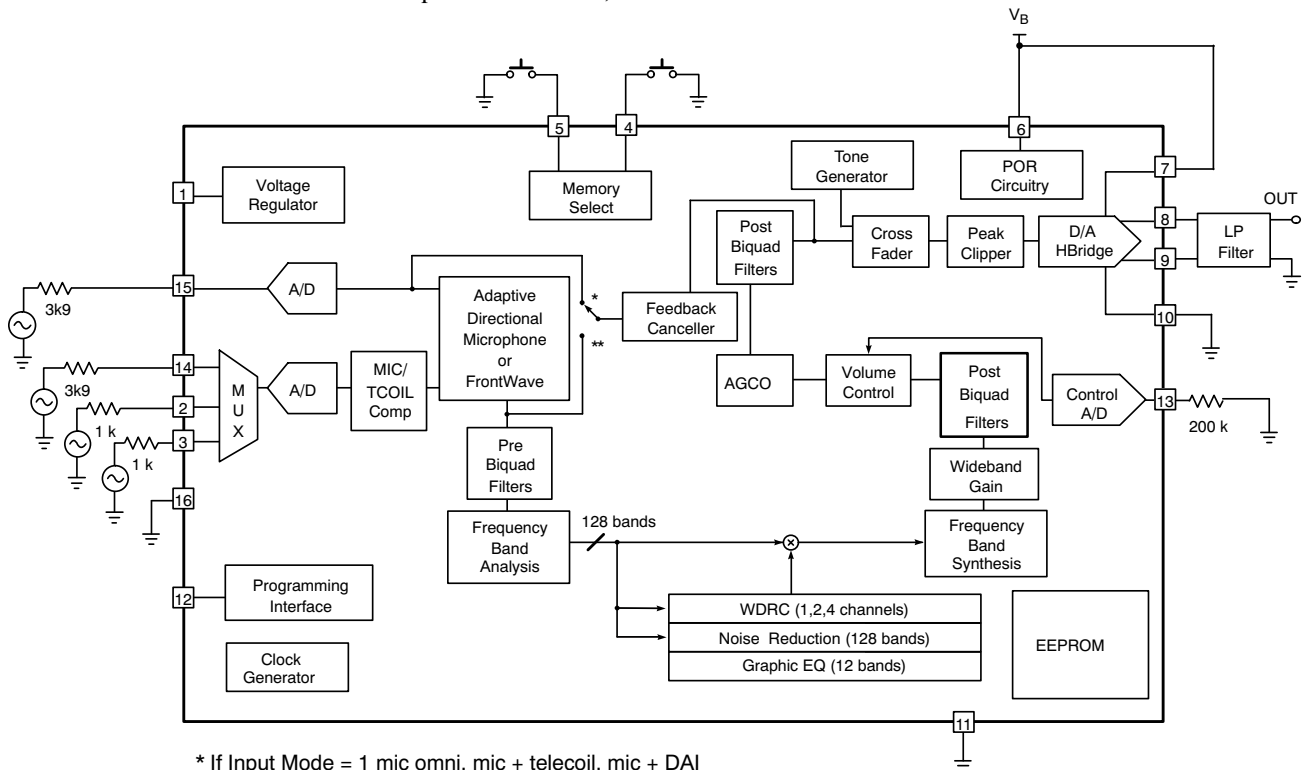 V_B
5
4
6
1
Voltage
Regulator
Memory
Select
Tone
Generator
POR
Circuitry
7
8
OUT
15
3k9
A/D
Adaptive
Directional
Microphone
or
FrontWave
*
**
Feedback
Canceller
Post
Biquad
Filters
Cross
Fader
Peak
Clipper
D/A
HBridge
9
LP
Filter
10
14
3k9
2
1 k
3
1 k
MUX
A/D
MIC/
TCOIL
Comp
AGCO
Volume
Control
Post
Biquad
Filters
Control
A/D
13
200 k
16
Pre
Biquad
Filters
Wideband
Gain
Frequency
Band
Analysis
128 bands
Frequency
Band
Synthesis
12
Programming
Interface
WDRC (1,2,4 channels)
Noise Reduction (128 bands)
Graphic EQ (12 bands)
EEPROM
Clock
Generator
11
* If Input Mode = 1 mic omni, mic + telecoil, mic + DAI